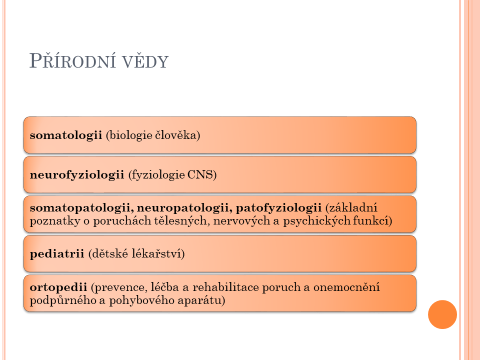 Přírodní vědy
somatologii (biologie člověka)
neurofyziologii (fyziologie CNS)
somatopatologii, neuropatologii, patofyziologii (základní
poznatky o poruchách tělesných, nervových a psychických funkcí)
pediatrii (dětské lékařství)
ortopedii (prevence, léčba a rehabilitace poruch a onemocnění
podpůrného a pohybového aparátu)